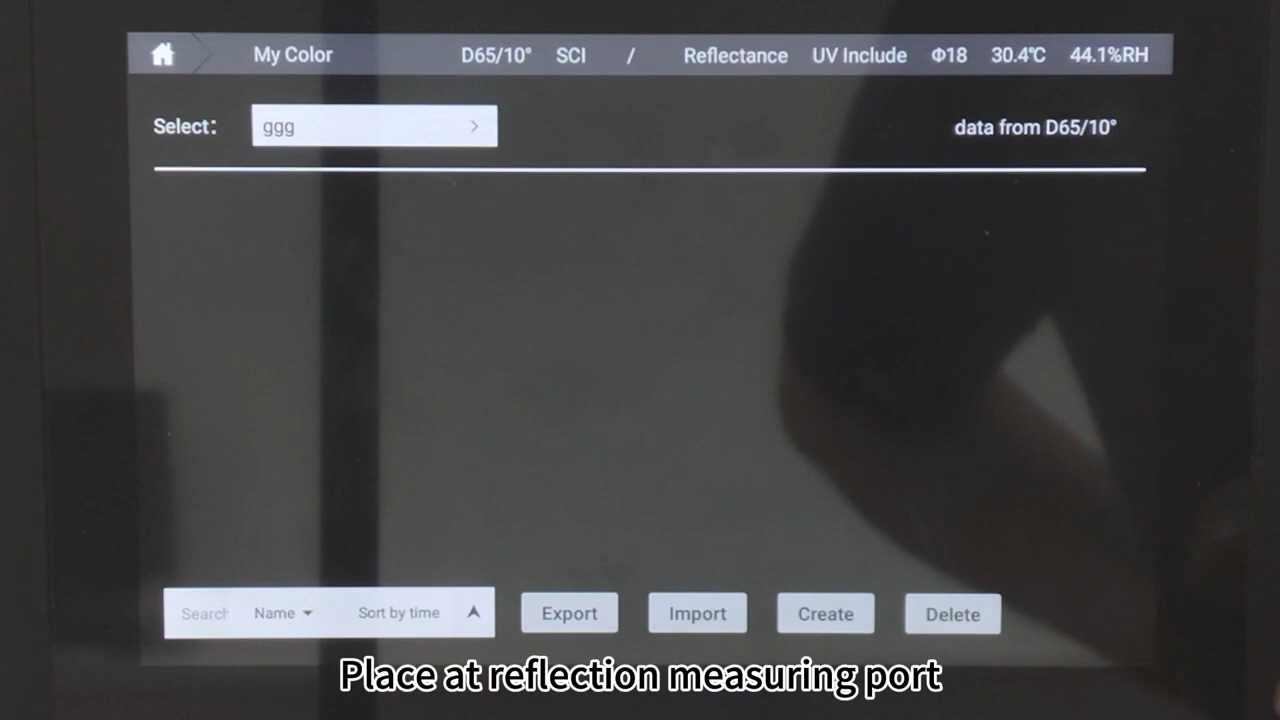 My Color D65/10° SCI / Reflectance UV Include Φ18 30.4℃ 44.1%RH
Select: ggg > data from D65/10°
Search Name Sort by time Export Import Create Delete
Place at reflection measuring port